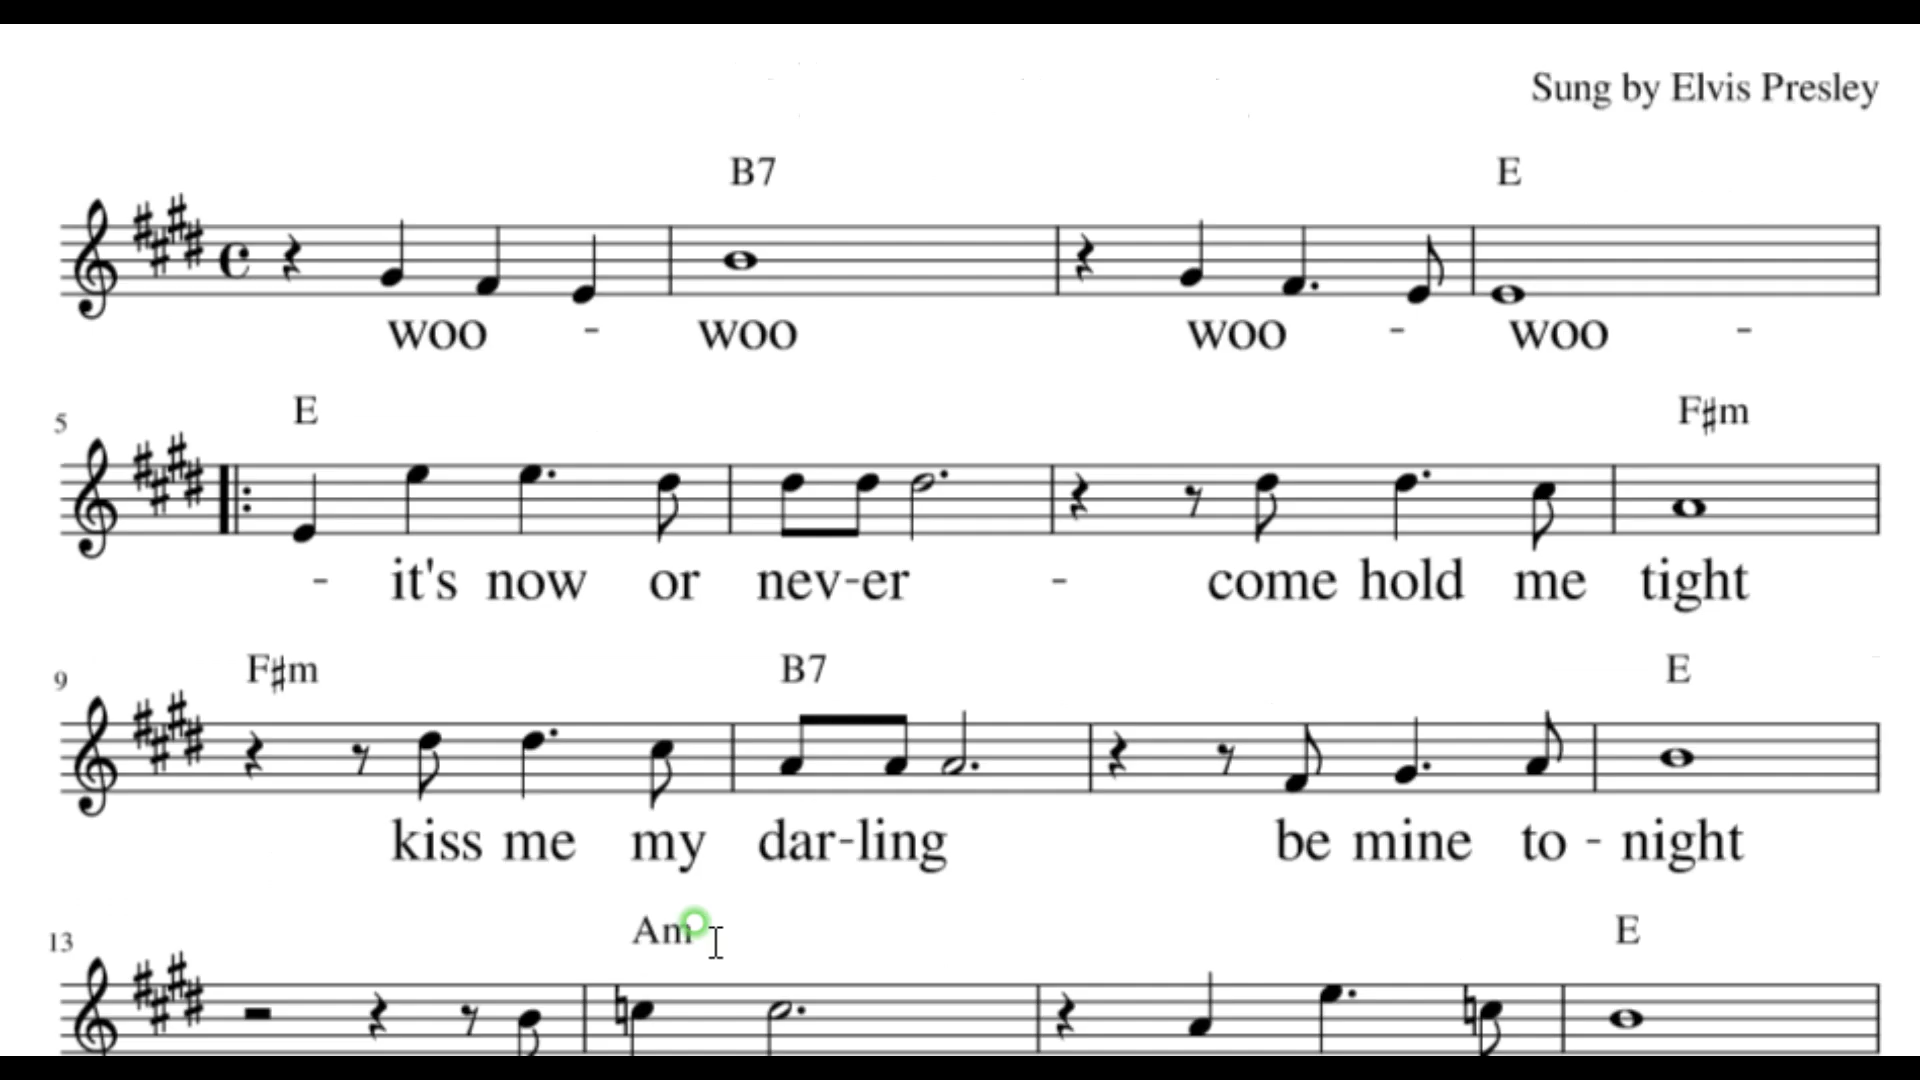 Sung by Elvis Presley
B7 E
woo - woo woo - woo -
E F♯m
5
- it's now or nev-er - come hold me tight
F♯m B7 E
9
kiss me my dar-ling be mine to - night
Am E
13